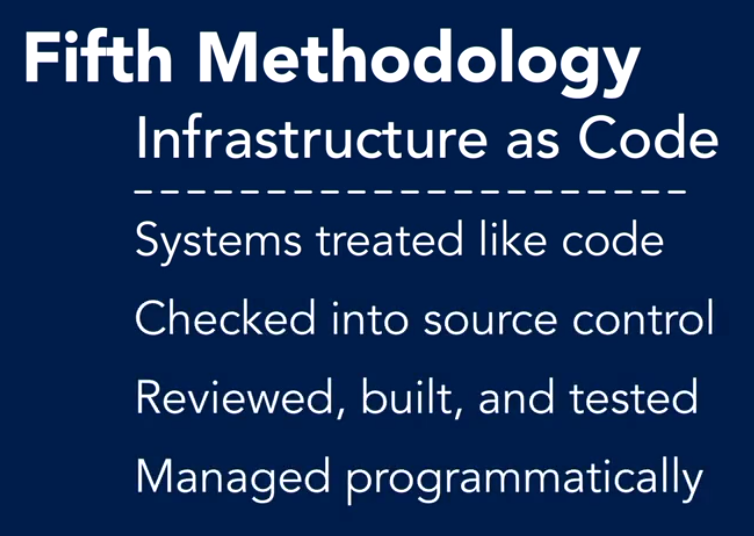 Fifth Methodology
Infrastructure as Code
Systems treated like code
Checked into source control
Reviewed, built, and tested
Managed programmatically